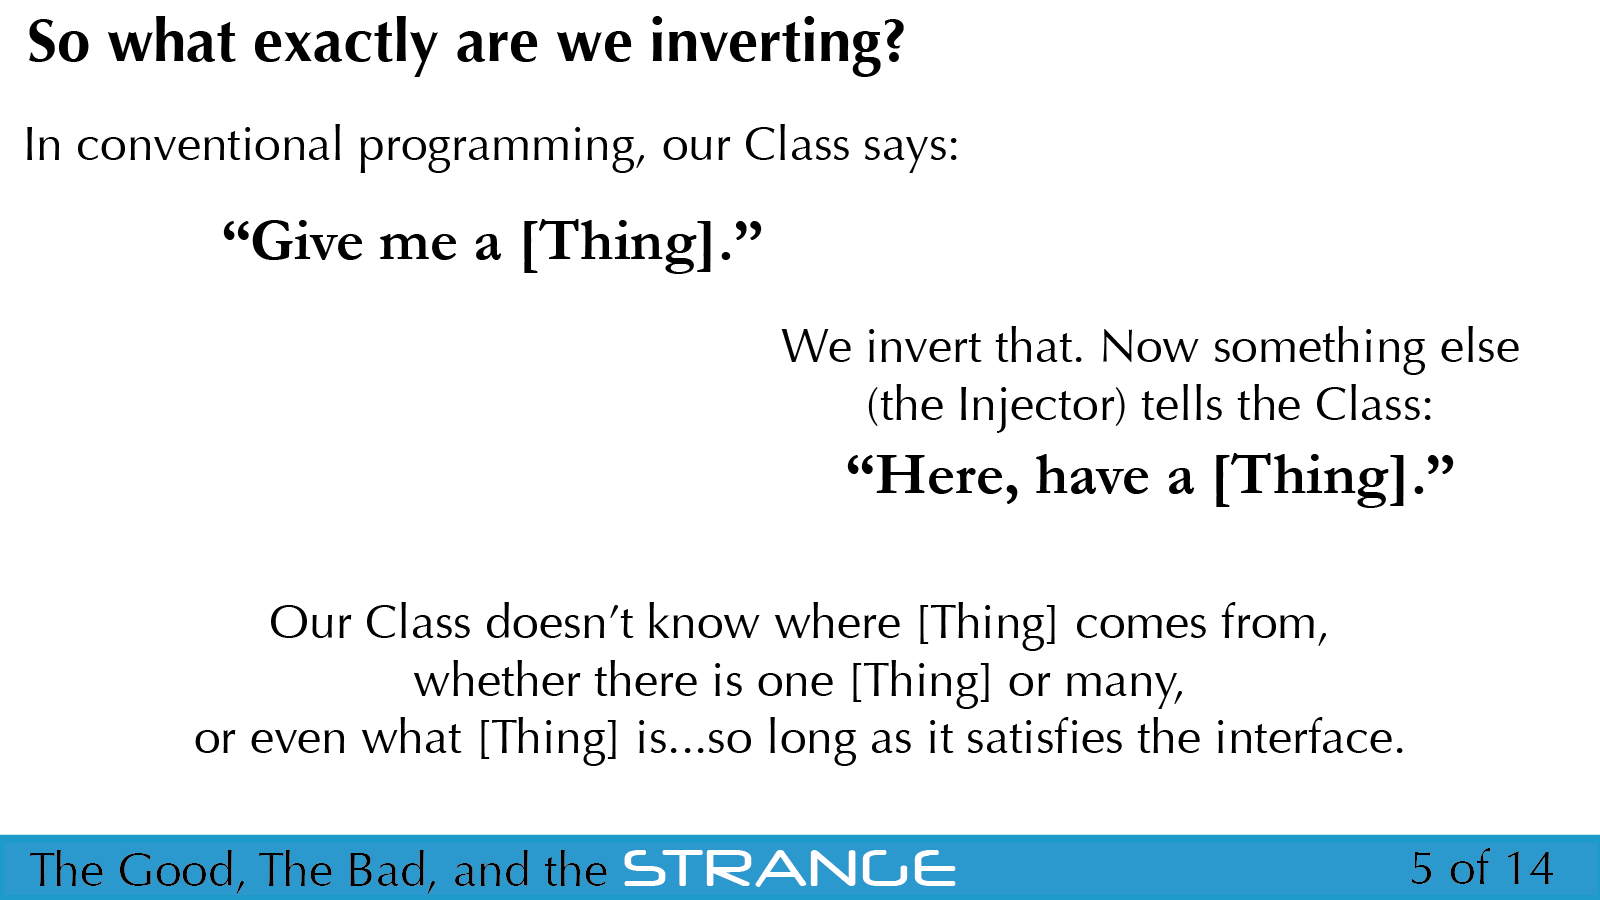 So what exactly are we inverting?
In conventional programming, our Class says:
“Give me a [Thing].”
We invert that. Now something else
(the Injector) tells the Class:
“Here, have a [Thing].”
Our Class doesn’t know where [Thing] comes from,
whether there is one [Thing] or many,
or even what [Thing] is...so long as it satisfies the interface.
The Good, The Bad, and the STRANGE
5 of 14